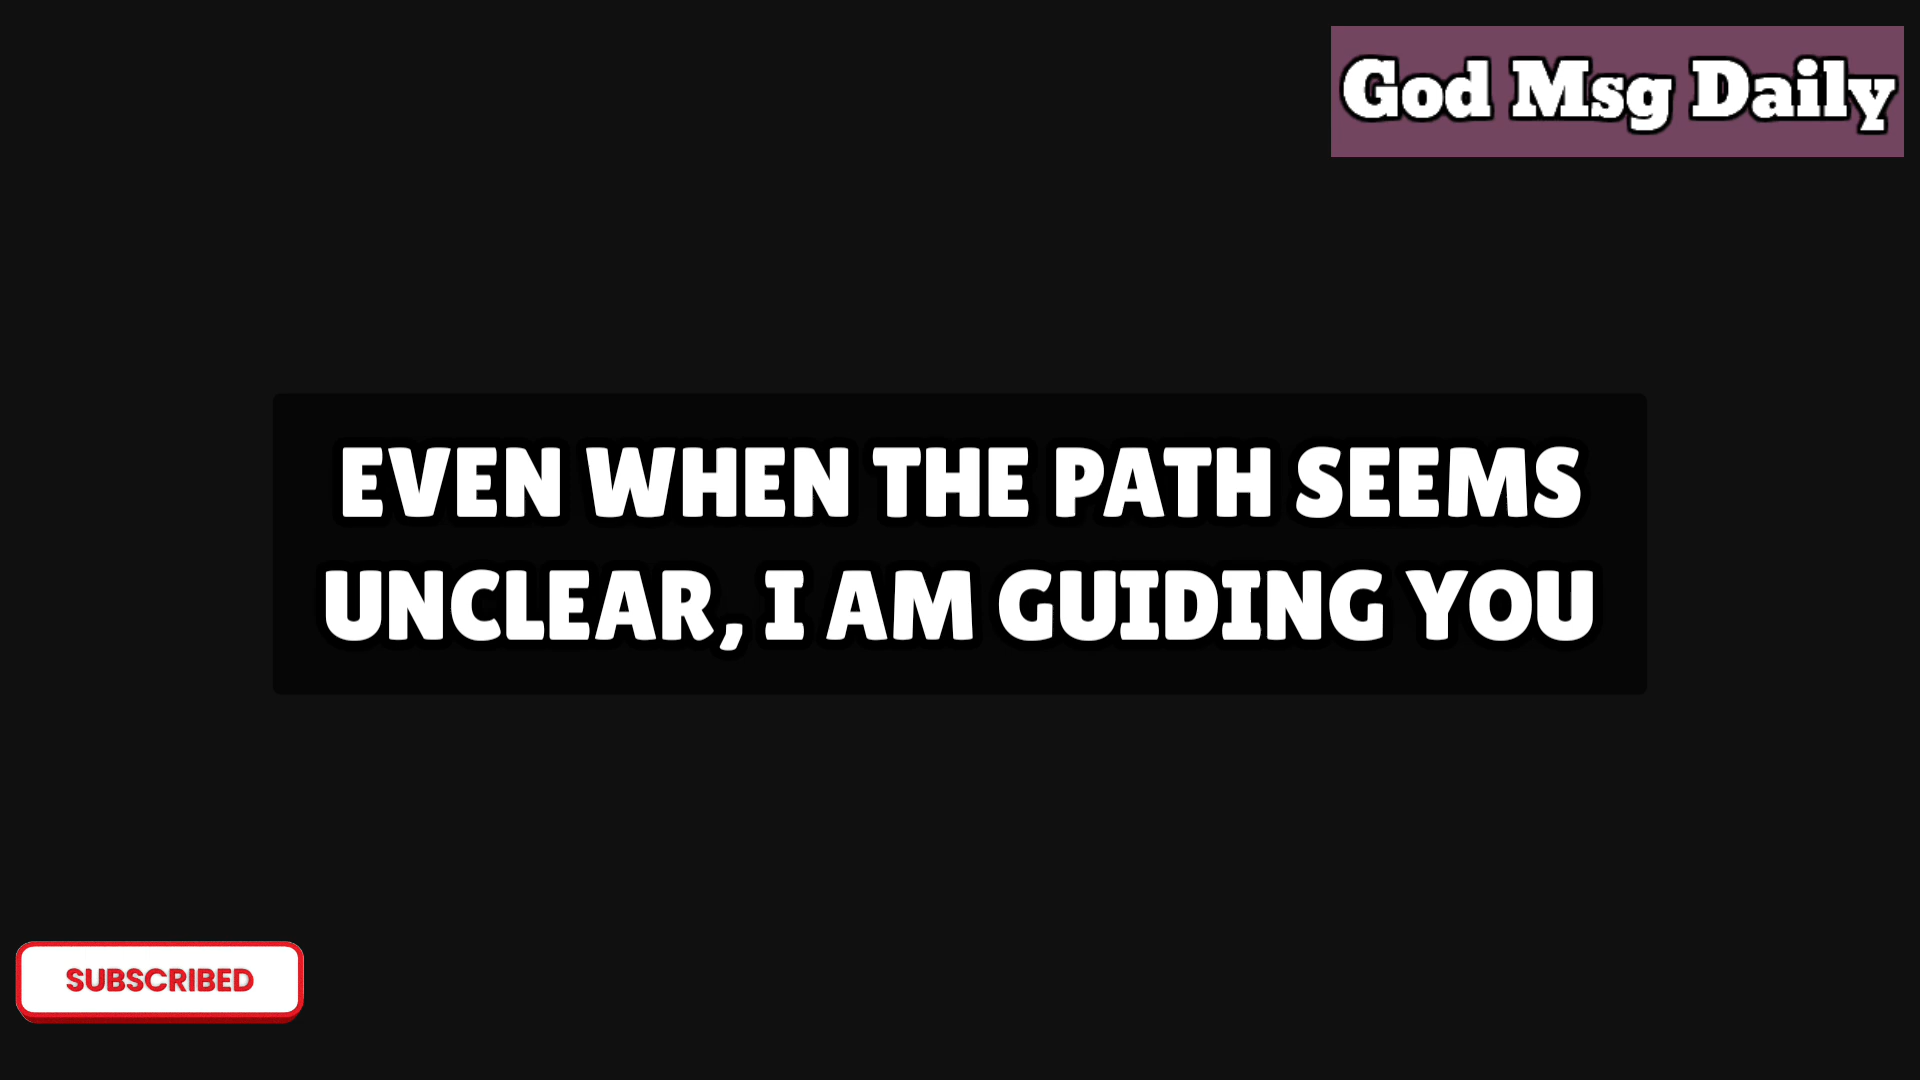 God Msg Daily
EVEN WHEN THE PATH SEEMS
UNCLEAR, I AM GUIDING YOU
SUBSCRIBED